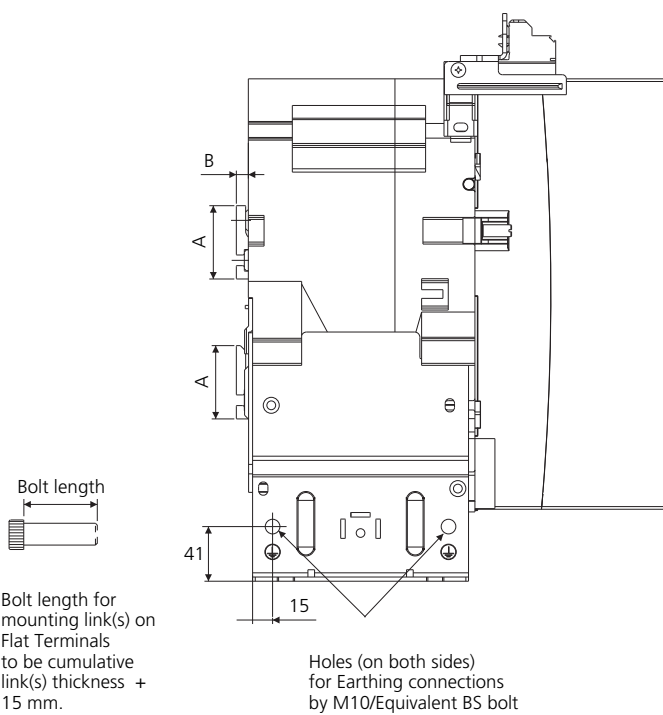 B
A
A
Bolt length
41
15
Bolt length for
mounting link(s) on
Flat Terminals
to be cumulative
link(s) thickness +
15 mm.
Holes (on both sides)
for Earthing connections
by M10/Equivalent BS bolt